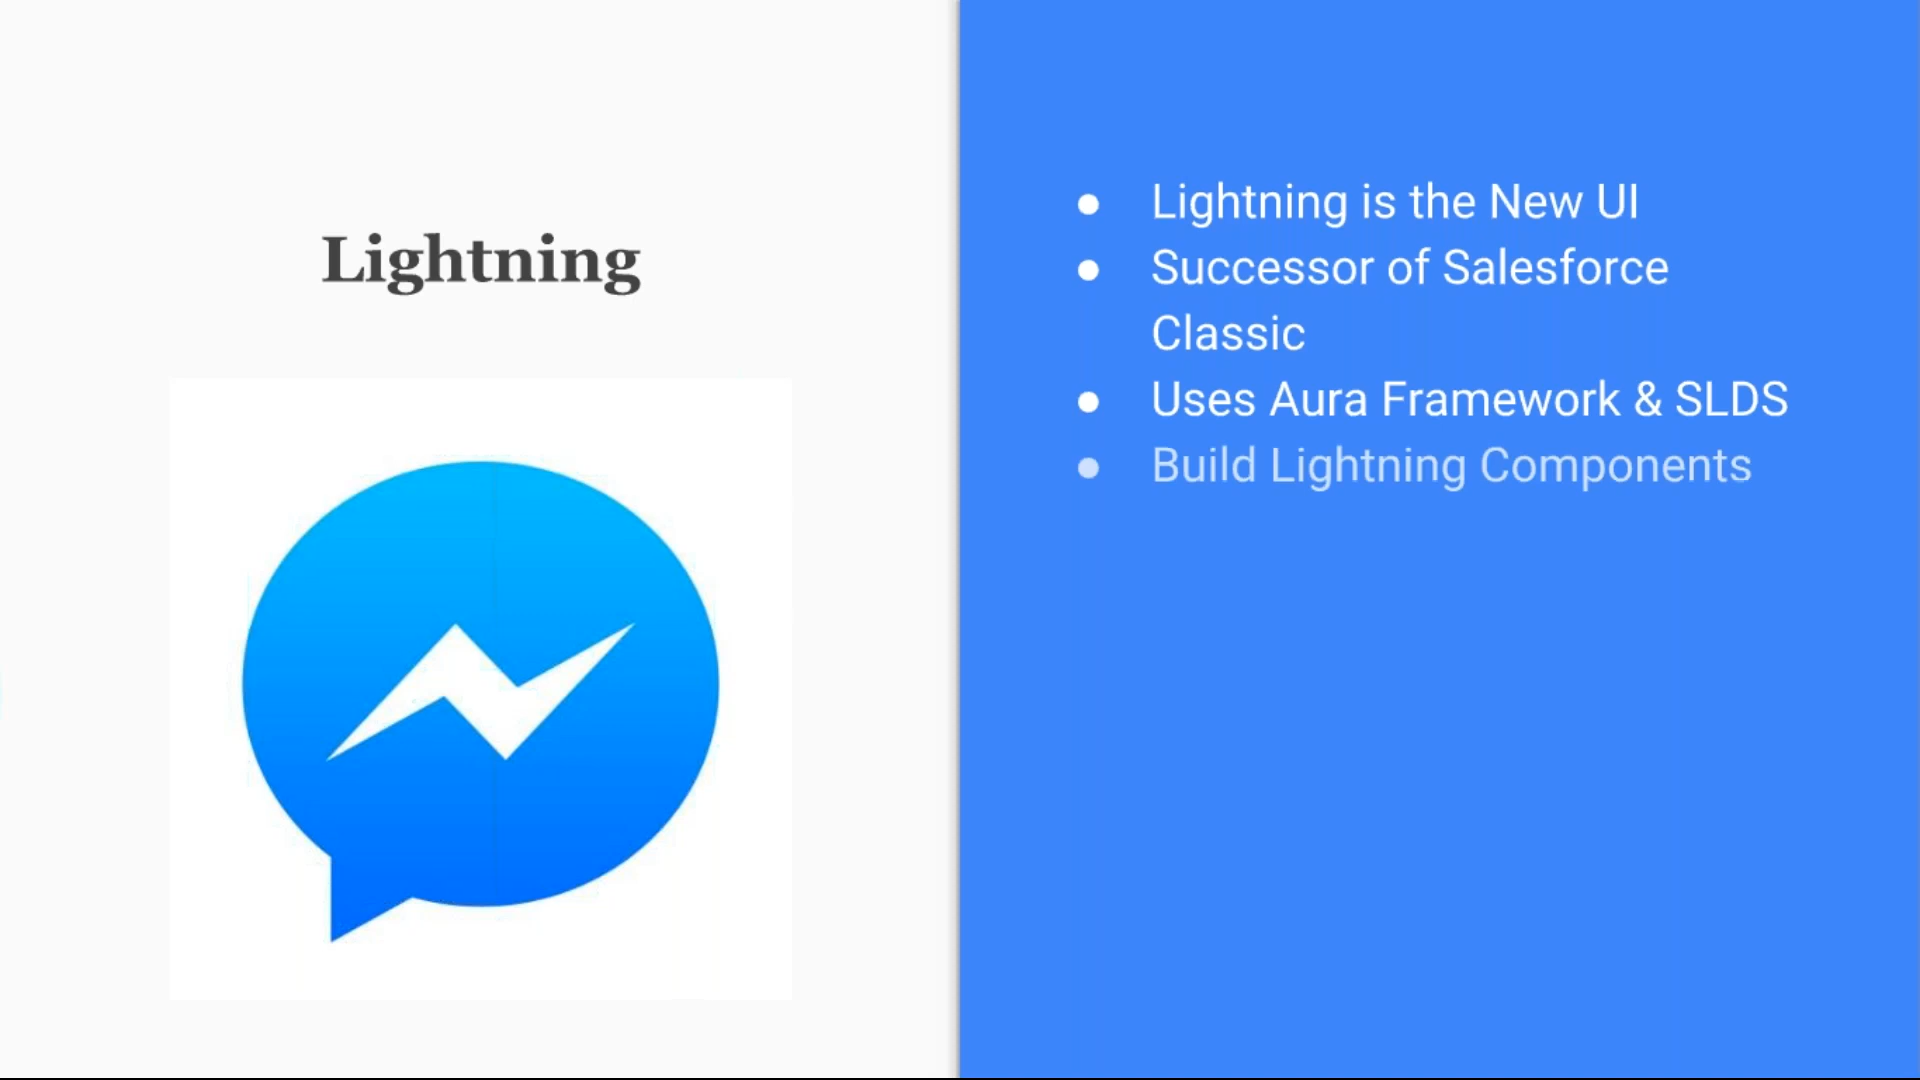 Lightning
● Lightning is the New UI
● Successor of Salesforce
Classic
● Uses Aura Framework & SLDS
● Build Lightning Components